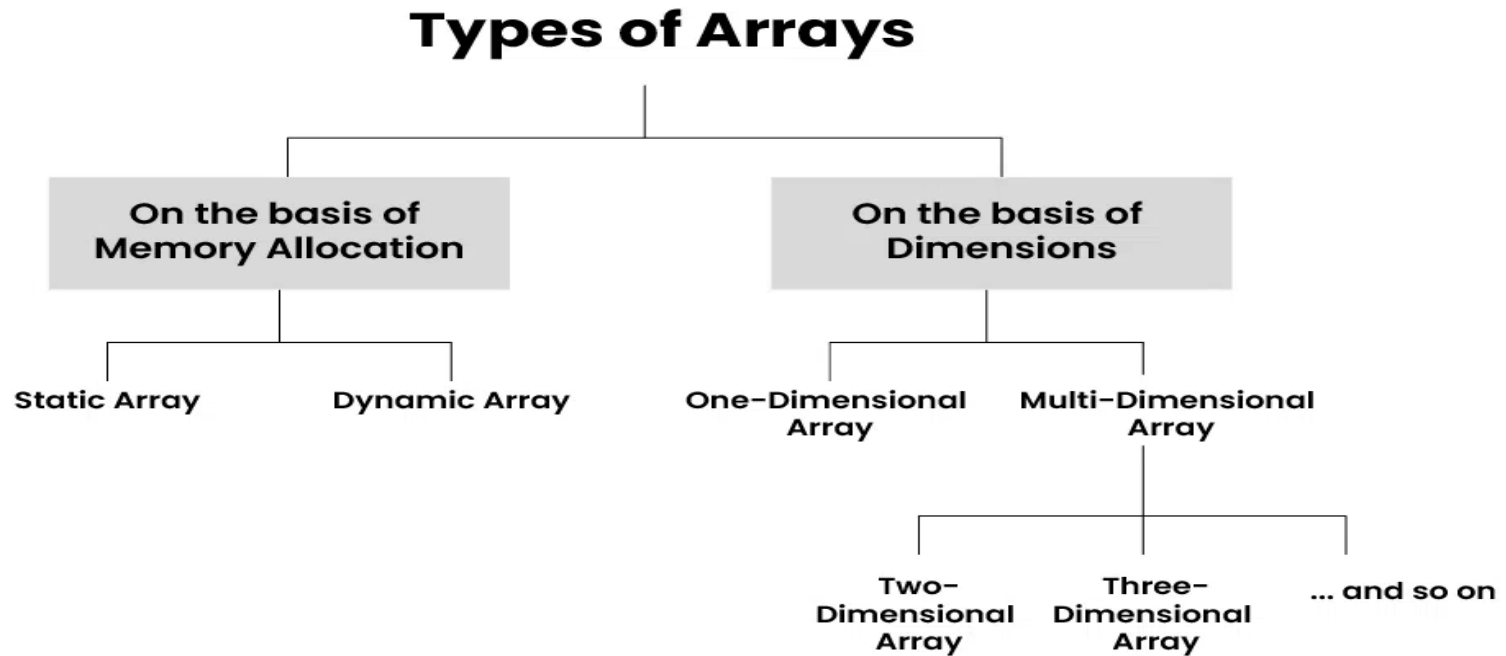 Types of Arrays
On the basis of
Memory Allocation
On the basis of
Dimensions
Static Array
Dynamic Array
One-Dimensional
Array
Multi-Dimensional
Array
Two-
Dimensional
Array
Three-
Dimensional
Array
... and so on